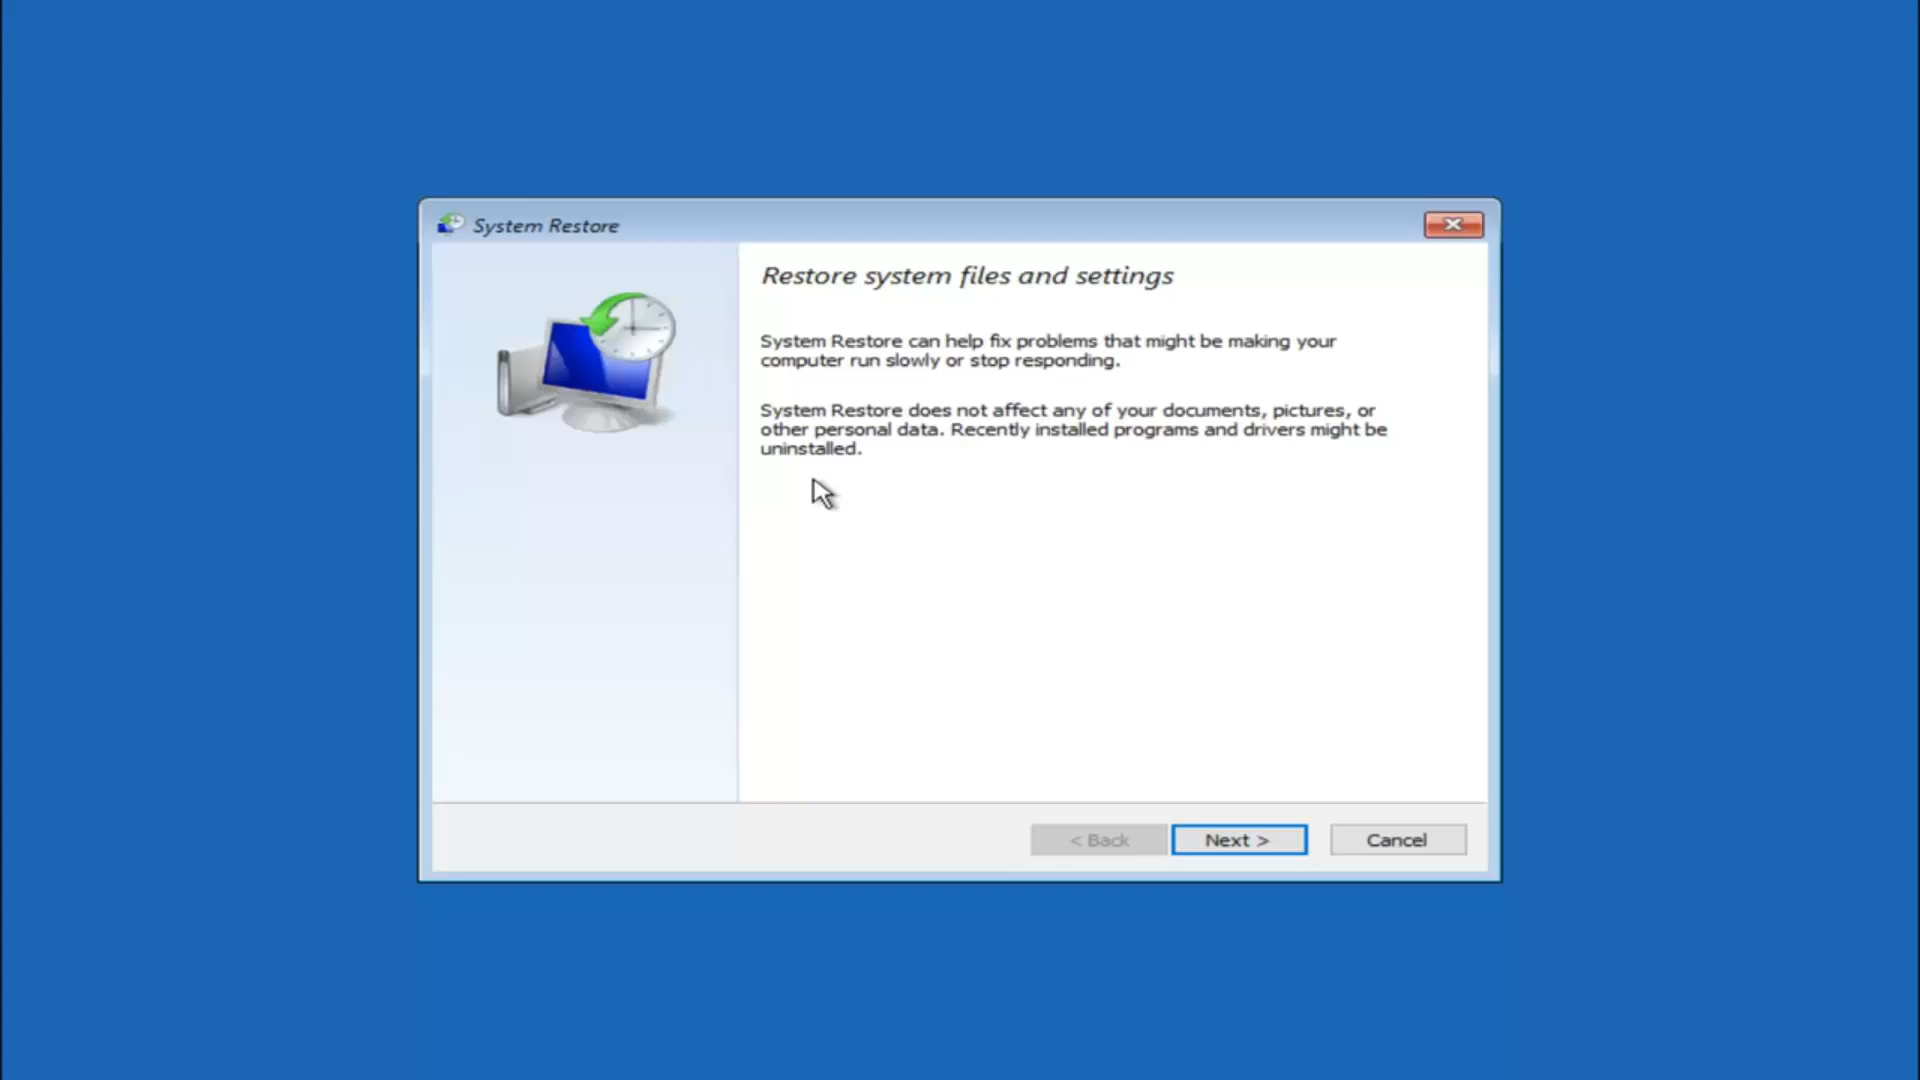 System Restore
Restore system files and settings
System Restore can help fix problems that might be making your
computer run slowly or stop responding.
System Restore does not affect any of your documents, pictures, or
other personal data. Recently installed programs and drivers might be
uninstalled.
< Back Next > Cancel